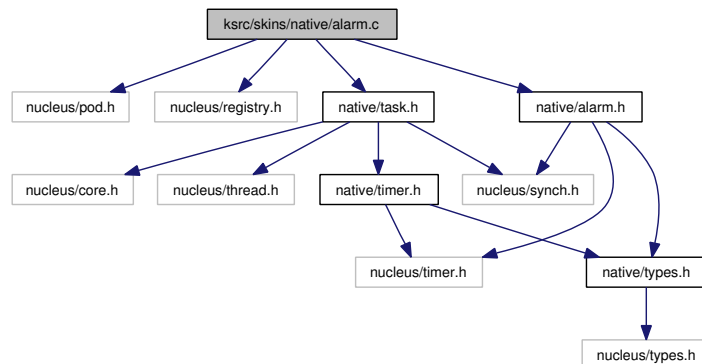 ksrc/skins/native/alarm.c
nucleus/pod.h
nucleus/registry.h
native/task.h
native/alarm.h
nucleus/core.h
nucleus/thread.h
native/timer.h
nucleus/synch.h
nucleus/timer.h
native/types.h
nucleus/types.h